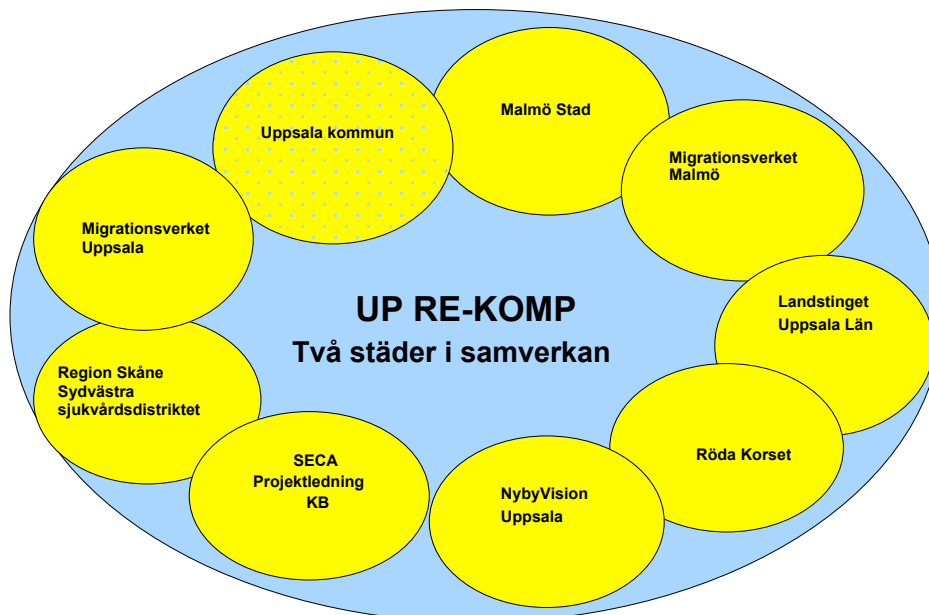 Malmö Stad
Uppsala kommun
Migrationsverket
Malmö
Migrationsverket
Uppsala
UP RE-KOMP
Två städer i samverkan
Landstinget
Uppsala Län
Region Skåne
Sydvästra
sjukvårdsdistriktet
Röda Korset
SECA
Projektledning
KB
NybyVision
Uppsala